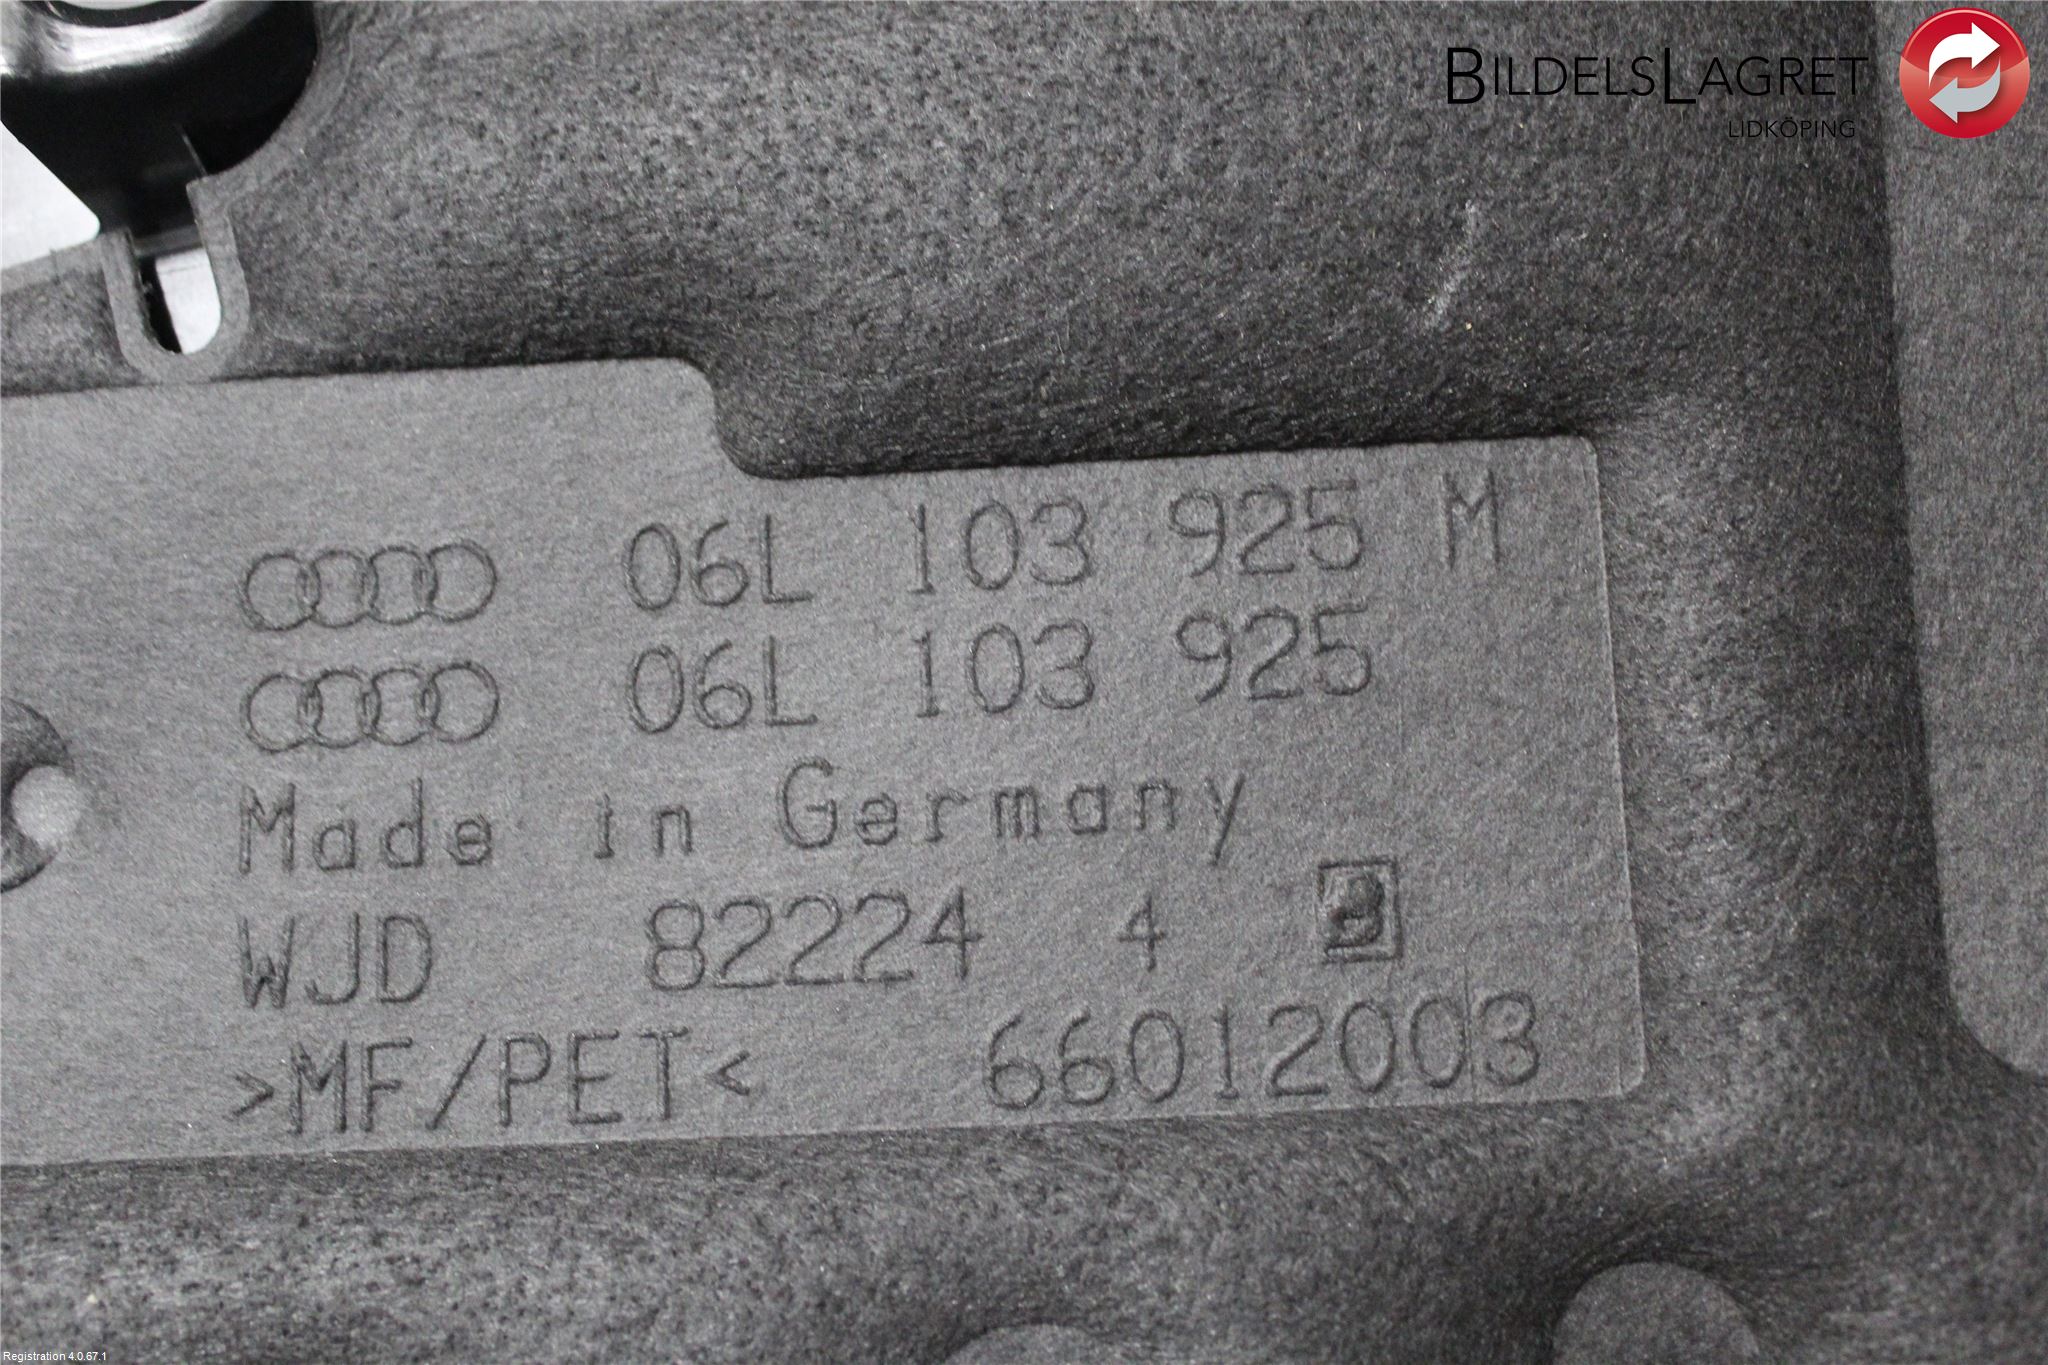 BILDELSLAGRET
LIDKÖPING
06L 103 925 M
06L 103 925
Made in Germany
WJD 82224 4
>MF/PET< 66012003
Registration 4.0.67.1